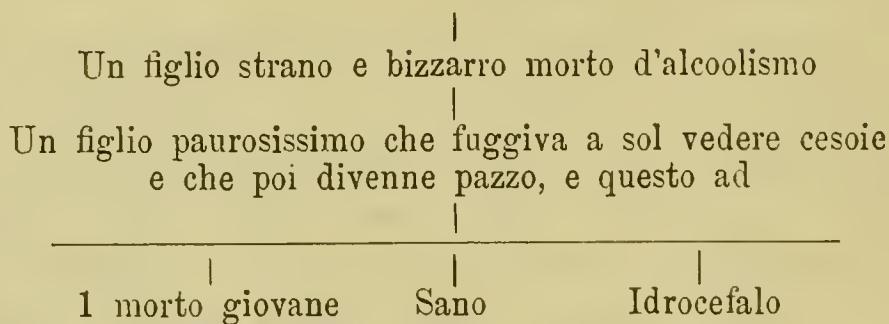 Un figlio strano e bizzarro morto d'alcoolismo
Un figlio paurosissimo che fuggiva a sol vedere cesoie
e che poi divenne pazzo, e questo ad
1 morto giovane Sano Idrocefalo